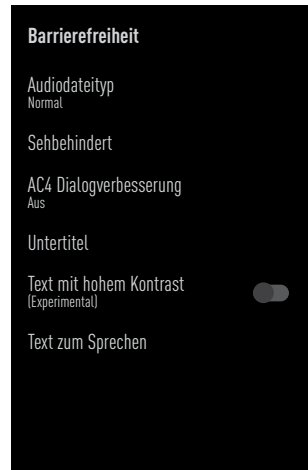 Barrierefreiheit
Audiodateityp
Normal
Sehbehindert
AC4 Dialogverbesserung
Aus
Untertitel
Text mit hohem Kontrast
(Experimental)
Text zum Sprechen